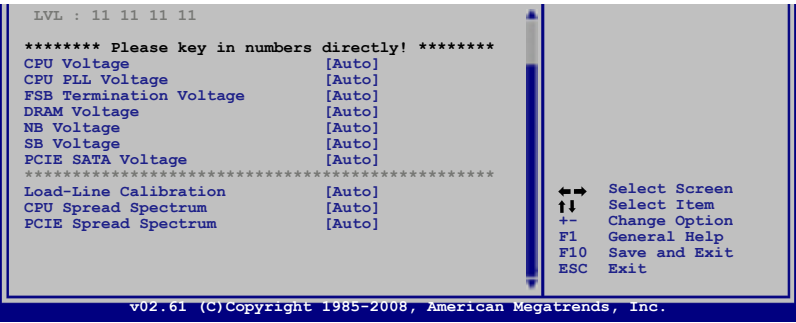 LVL : 11 11 11 11
******** Please key in numbers directly! ********
CPU Voltage [Auto]
CPU PLL Voltage [Auto]
FSB Termination Voltage [Auto]
DRAM Voltage [Auto]
NB Voltage [Auto]
SB Voltage [Auto]
PCIE SATA Voltage [Auto]
*************************************************
Load-Line Calibration [Auto]
CPU Spread Spectrum [Auto]
PCIE Spread Spectrum [Auto]
←→ Select Screen
↑↓ Select Item
+- Change Option
F1 General Help
F10 Save and Exit
ESC Exit
v02.61 (C)Copyright 1985-2008, American Megatrends, Inc.